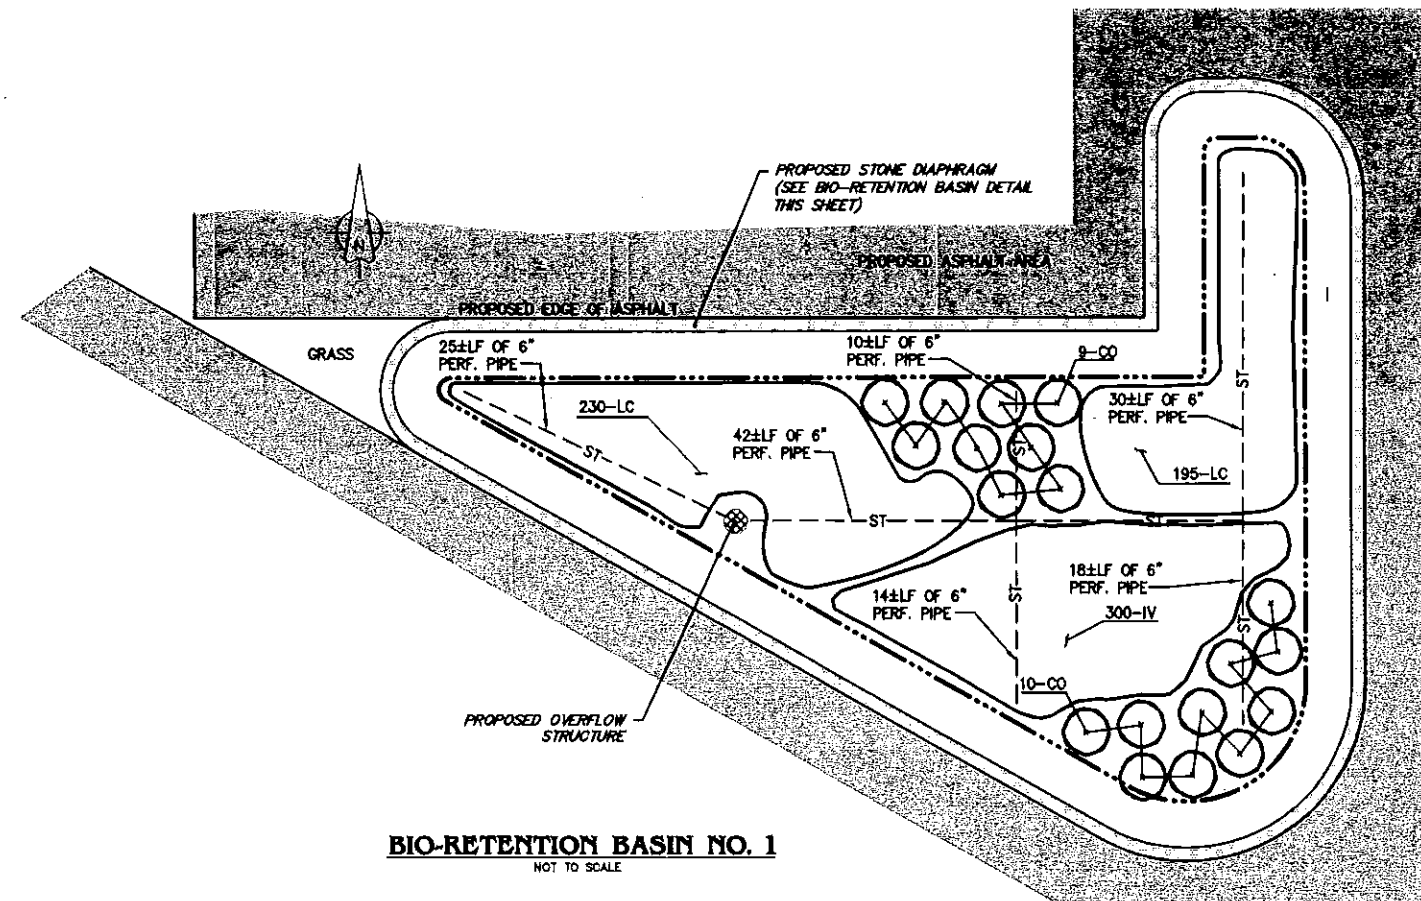 PROPOSED STONE DIAPHRAGM
(SEE BIO-RETENTION BASIN DETAIL
THIS SHEET)
N
PROPOSED ASPHALT AREA
PROPOSED EDGE OF ASPHALT
GRASS
25±LF OF 6"
PERF. PIPE
10±LF OF 6"
PERF. PIPE
9-CO
ST
230-LC
30±LF OF 6"
PERF. PIPE
42±LF OF 6"
PERF. PIPE
ST
ST
195-LC
ST
ST
18±LF OF 6"
PERF. PIPE
14±LF OF 6"
PERF. PIPE
ST
300-IV
ST
10-CO
PROPOSED OVERFLOW
STRUCTURE
BIO-RETENTION BASIN NO. 1
NOT TO SCALE